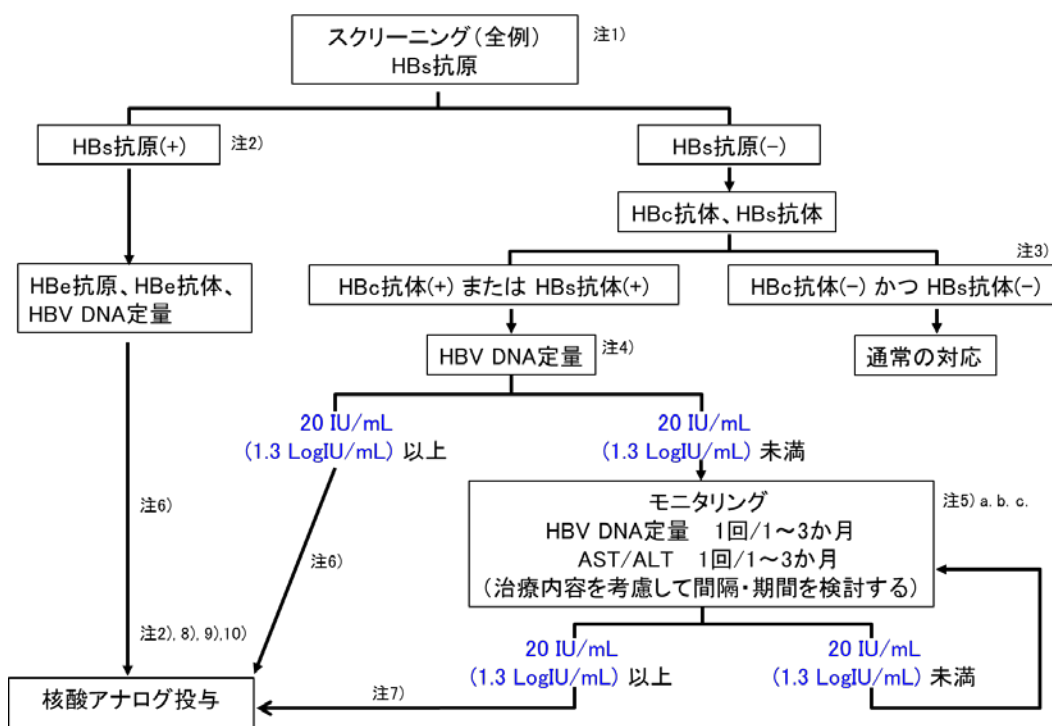 スクリーニング(全例)
HBs抗原
注1)
HBs抗原(+)
注2)
HBs抗原(-)
HBc抗体、HBs抗体
注3)
HBe抗原、HBe抗体、
HBV DNA定量
HBc抗体(+) または HBs抗体(+)
HBc抗体(-) かつ HBs抗体(-)
HBV DNA定量
注4)
通常の対応
20 IU/mL
(1.3 LogIU/mL) 以上
20 IU/mL
(1.3 LogIU/mL) 未満
注6)
注6)
モニタリング
HBV DNA定量 1回/1~3か月
AST/ALT 1回/1~3か月
(治療内容を考慮して間隔・期間を検討する)
注5) a. b. c.
注2), 8), 9),10)
20 IU/mL
(1.3 LogIU/mL) 以上
20 IU/mL
(1.3 LogIU/mL) 未満
注7)
核酸アナログ投与